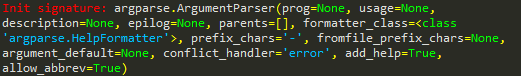 Init signature: argparse.ArgumentParser(prog=None, usage=None,
description=None, epilog=None, parents=[], formatter_class=<class
'argparse.HelpFormatter'>, prefix_chars='-', fromfile_prefix_chars=None,
argument_default=None, conflict_handler='error', add_help=True,
allow_abbrev=True)